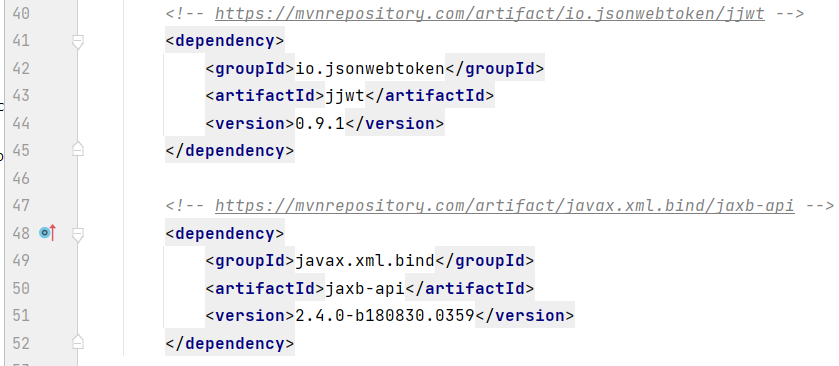 40 <!-- https://mvnrepository.com/artifact/io.jsonwebtoken/jjwt -->
41 <dependency>
42 <groupId>io.jsonwebtoken</groupId>
43 <artifactId>jjwt</artifactId>
44 <version>0.9.1</version>
45 </dependency>
46
47 <!-- https://mvnrepository.com/artifact/javax.xml.bind/jaxb-api -->
48 <dependency>
49 <groupId>javax.xml.bind</groupId>
50 <artifactId>jaxb-api</artifactId>
51 <version>2.4.0-b180830.0359</version>
52 </dependency>